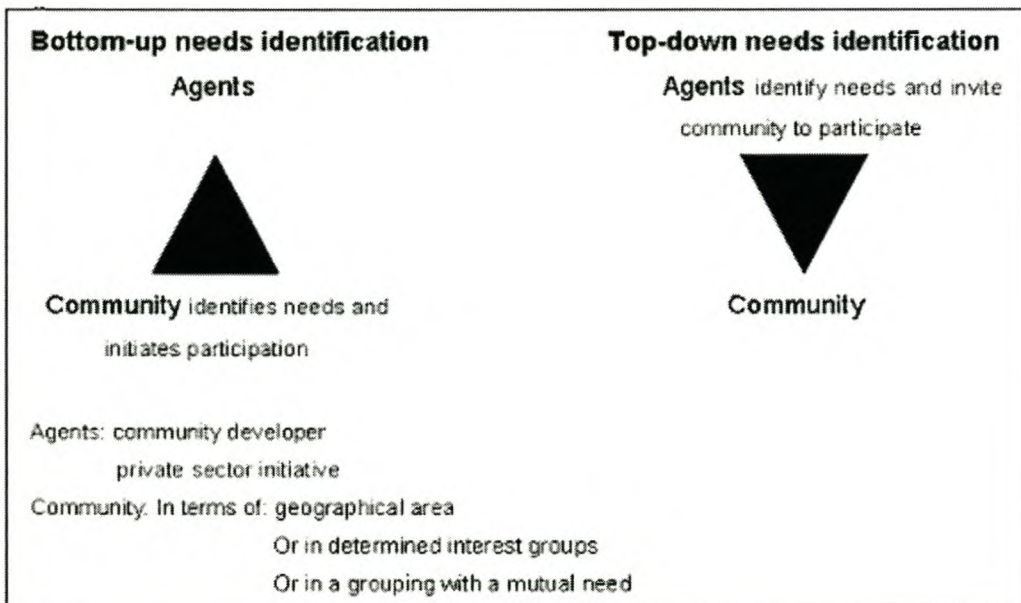 Bottom-up needs identification
Agents
Community identifies needs and
initiates participation
Top-down needs identification
Agents identify needs and invite
community to participate
Community
Agents: community developer
private sector initiative
Community. In terms of: geographical area
Or in determined interest groups
Or in a grouping with a mutual need